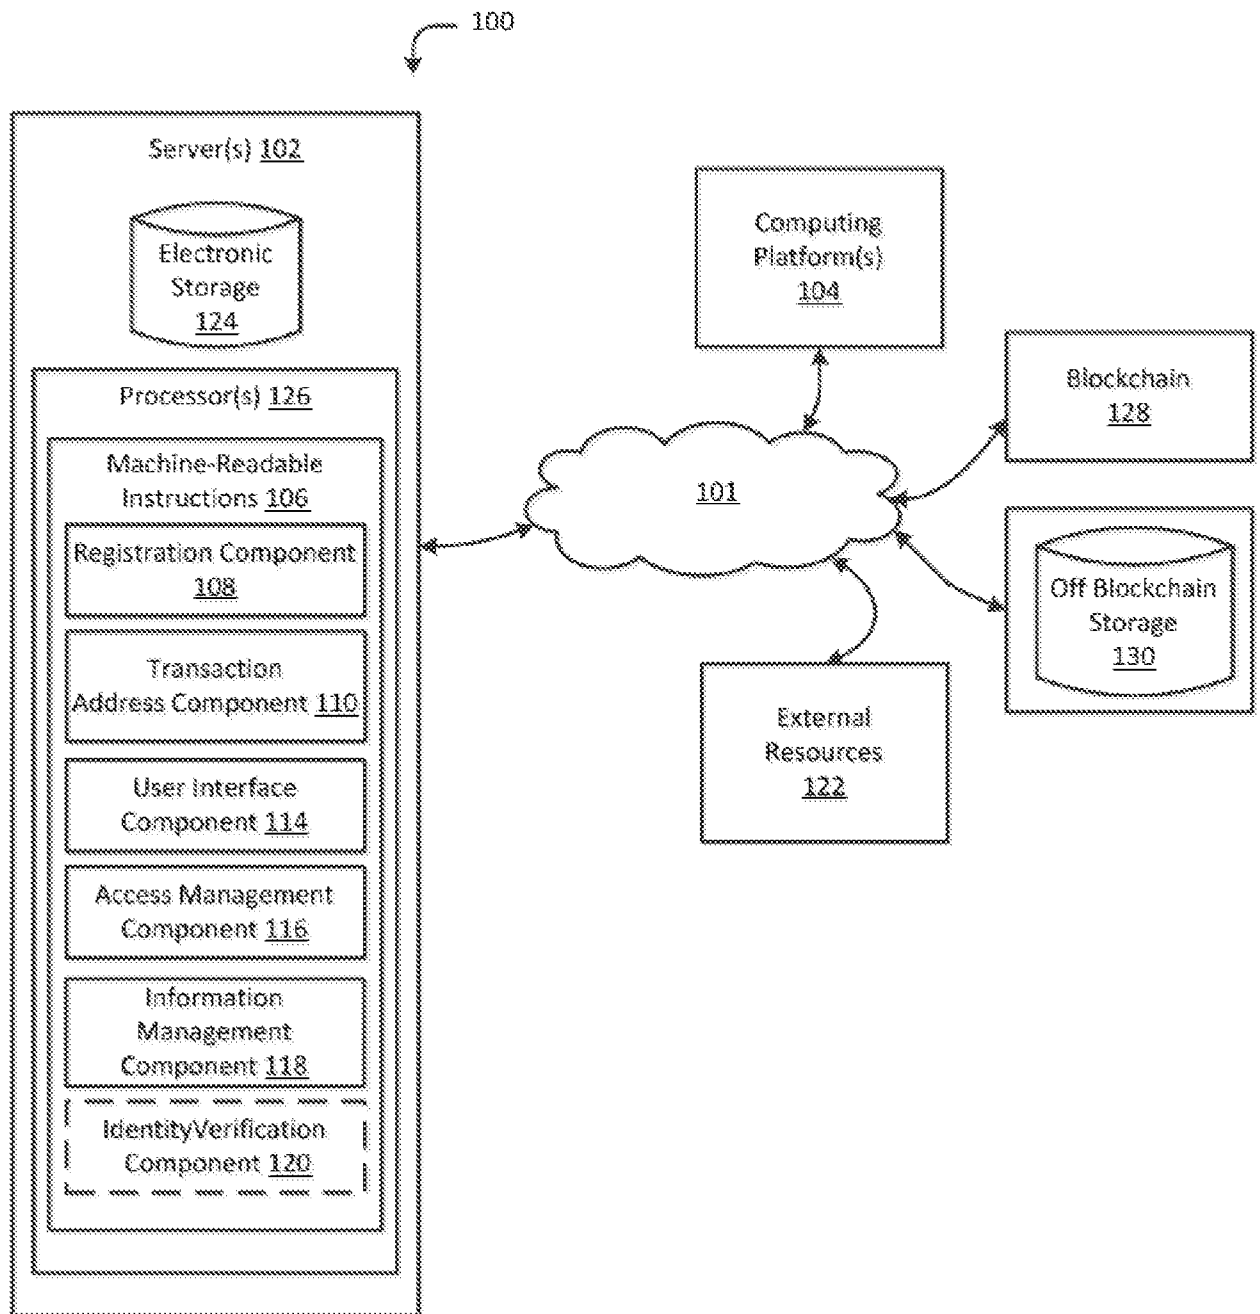 100
Server(s) 102
Electronic
Storage
124
Processor(s) 126
Machine-Readable
Instructions 106
Registration Component
108
Transaction
Address Component 110
User Interface
Component 114
Access Management
Component 116
Information
Management
Component 118
IdentityVerification
Component 120
101
Computing
Platform(s)
104
Blockchain
128
Off Blockchain
Storage
130
External
Resources
122